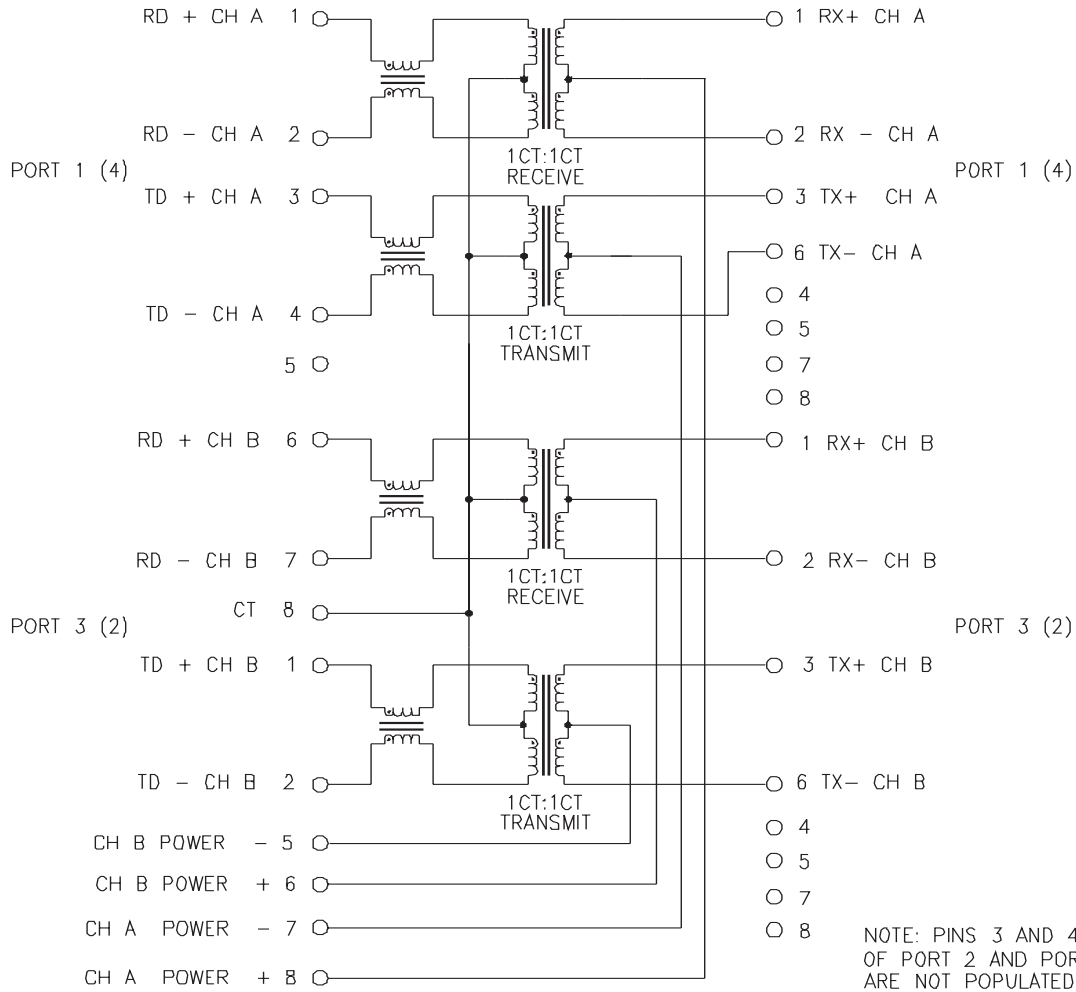 RD + CH A 1
1 RX+ CH A
RD - CH A 2
2 RX - CH A
1CT:1CT
RECEIVE
PORT 1 (4)
PORT 1 (4)
TD + CH A 3
3 TX+ CH A
6 TX- CH A
4
TD - CH A 4
5
1CT:1CT
TRANSMIT
5
7
8
RD + CH B 6
1 RX+ CH B
RD - CH B 7
2 RX- CH B
1CT:1CT
RECEIVE
CT 8
PORT 3 (2)
PORT 3 (2)
TD + CH B 1
3 TX+ CH B
TD - CH B 2
6 TX- CH B
1CT:1CT
TRANSMIT
4
CH B POWER - 5
5
CH B POWER + 6
7
CH A POWER - 7
8
CH A POWER + 8
NOTE: PINS 3 AND 4
OF PORT 2 AND
ARE NOT POPULATED